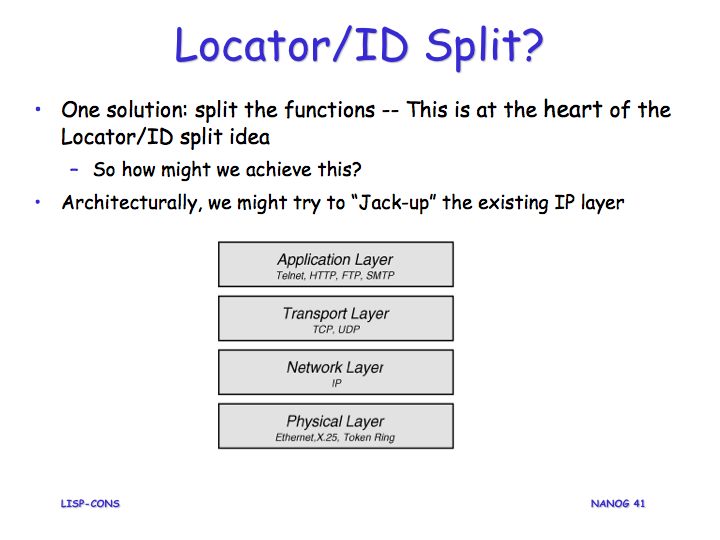 Locator/ID Split?
• One solution: split the functions -- This is at the heart of the
Locator/ID split idea
– So how might we achieve this?
• Architecturally, we might try to “Jack-up” the existing IP layer
Application Layer
Telnet, HTTP, FTP, SMTP
Transport Layer
TCP, UDP
Network Layer
IP
Physical Layer
Ethernet,X.25, Token Ring
LISP-CONS
NANOG 41